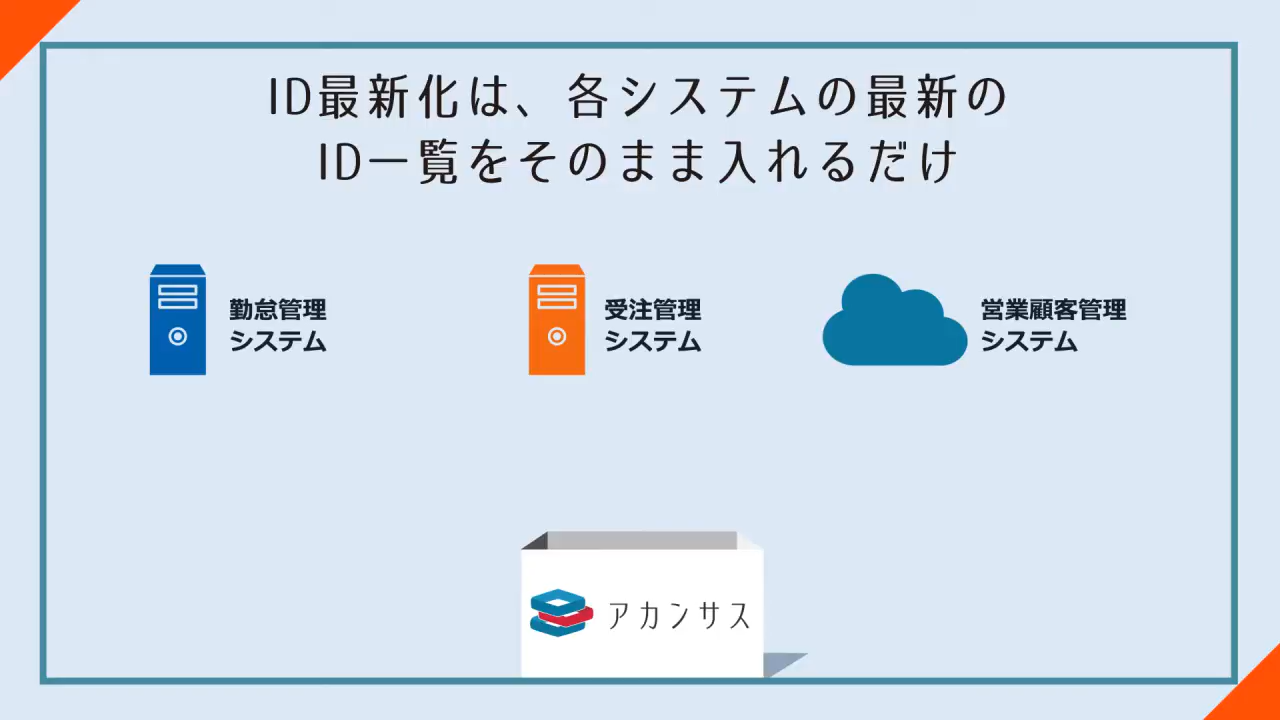 ID最新化は、各システムの最新の
ID一覧をそのまま入れるだけ
勤怠管理
システム
受注管理
システム
営業顧客管理
システム
アカンサス